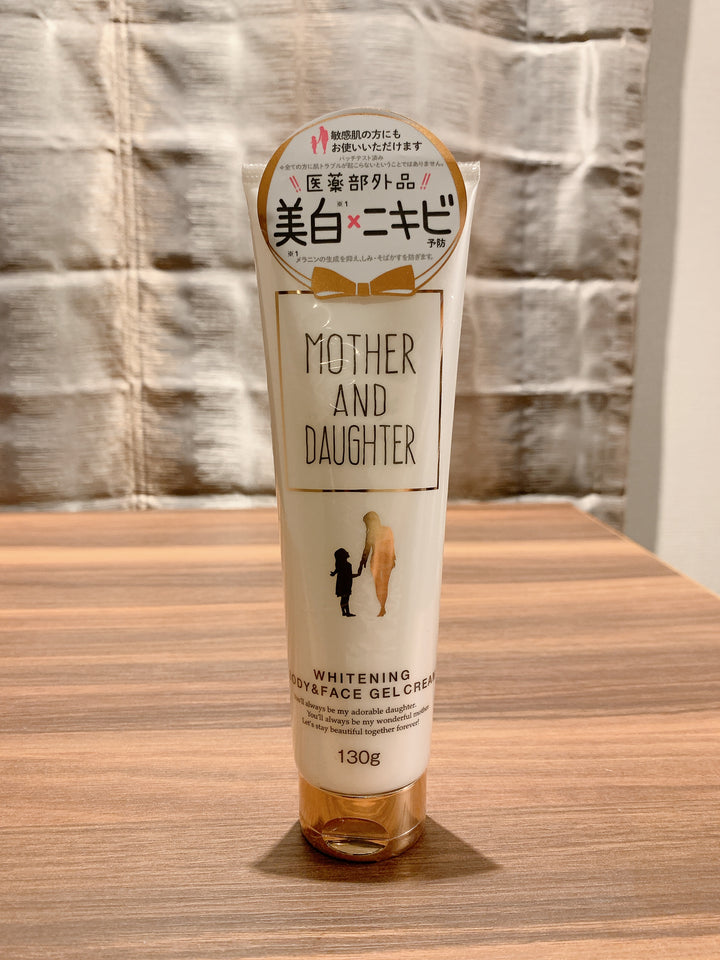 敏感肌の方にも
お使いいただけます
パッチテスト済み
※全ての方に肌トラブルが起こらないということではありません。
!!医薬部外品!!
美白※1×ニキビ
予防
※1
メラニンの生成を抑え、しみ・そばかすを防ぎます。
MOTHER
AND
DAUGHTER
WHITENING
BODY&FACE GEL CREAM
You'll always be my adorable daughter.
You'll always be my wonderful mother
Let's stay beautiful together forever!
130g